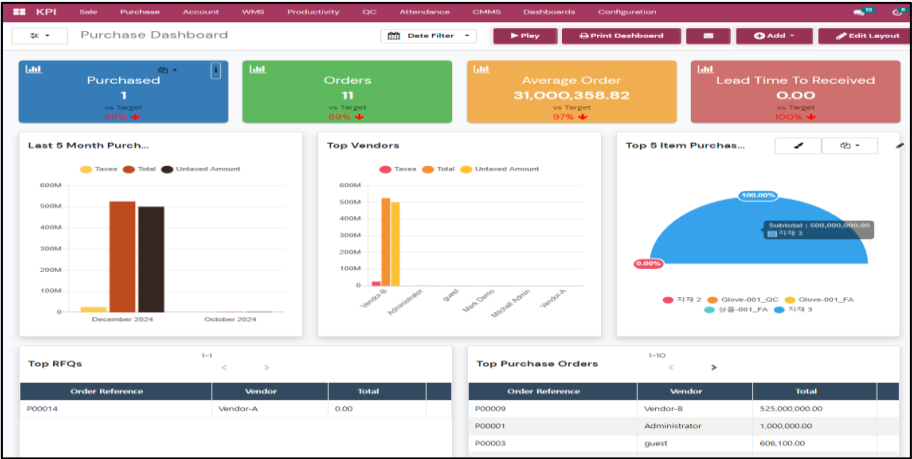 KPI Sale Purchase Account WMS Productivity QC Attendance CMMS Dashboards Configuration 19
Purchase Dashboard Date Filter Play Print Dashboard Add Edit Layout
Purchased
1
vs Target
99%
Orders
11
vs Target
89%
Average Order
31,000,358.82
vs Target
97%
Lead Time To Received
0.00
vs Target
100%
Last 5 Month Purch...
Taxes Total Untaxed Amount
600M
500M
400M
300M
200M
100M
0
December 2024 October 2024
Top Vendors
Taxes Total Untaxed Amount
600M
500M
400M
300M
200M
100M
0
Vendor-B Administrator guest Mark Demo Mitchell Admin Vendor-A
Top 5 Item Purchas...
100.00%
Subtotal : 500,000,000.00
자재 3
0.00%
자재 2 Glove-001_QC Glove-001_FA
상품-001_FA 자재 3
Top RFQs
1-1
< >
Order Reference Vendor Total
P00014 Vendor-A 0.00
Top Purchase Orders
1-10
< >
Order Reference Vendor Total
P00009 Vendor-B 525,000,000.00
P00001 Administrator 1,000,000.00
P00003 guest 606,100.00